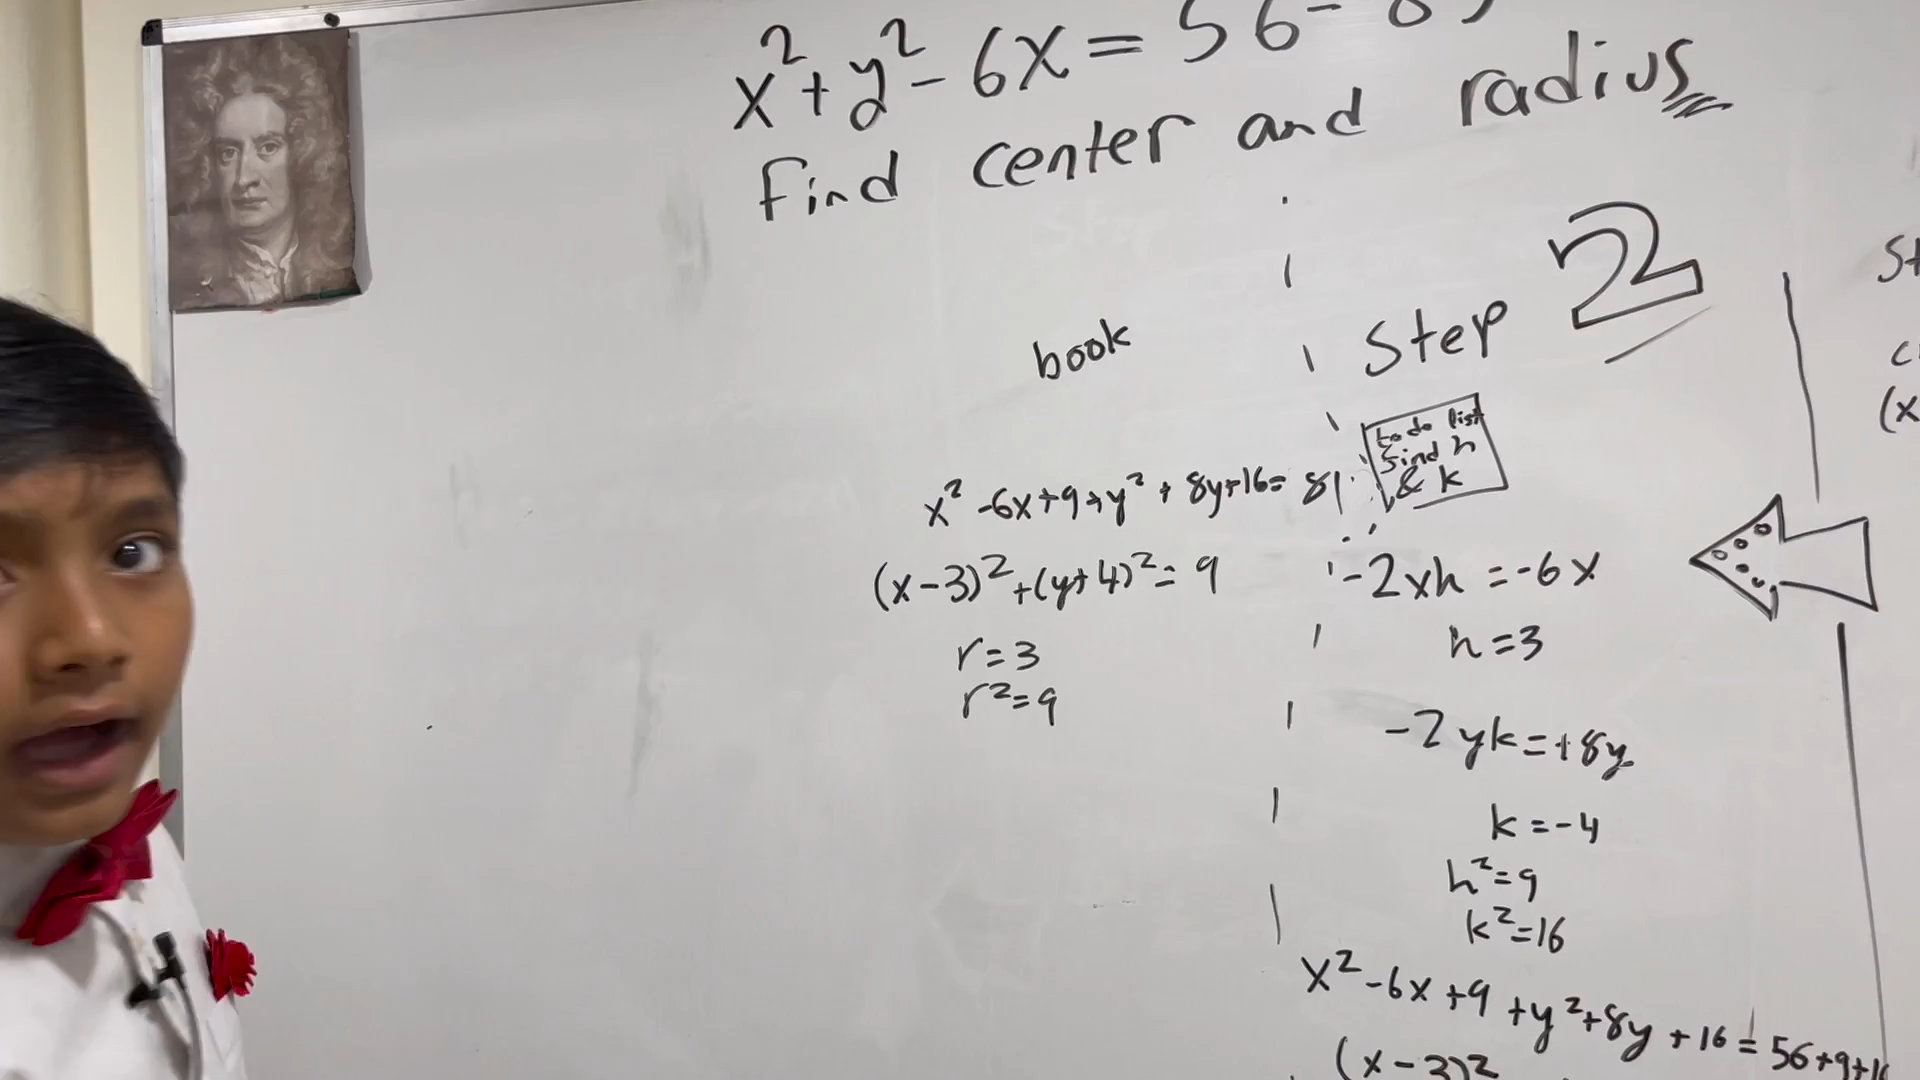 x²+y²-6x=56-8
Find center and radius
book
x²-6x+9+y²+8y+16=81
(x-3)²+(y+4)²=9
r=3
r²=9
Step 2
to do list
find h
& k
-2xh=-6x
h=3
-2yk=+8y
k=-4
h²=9
k²=16
x²-6x+9+y²+8y+16=56+9+16
(x-3)²
(x